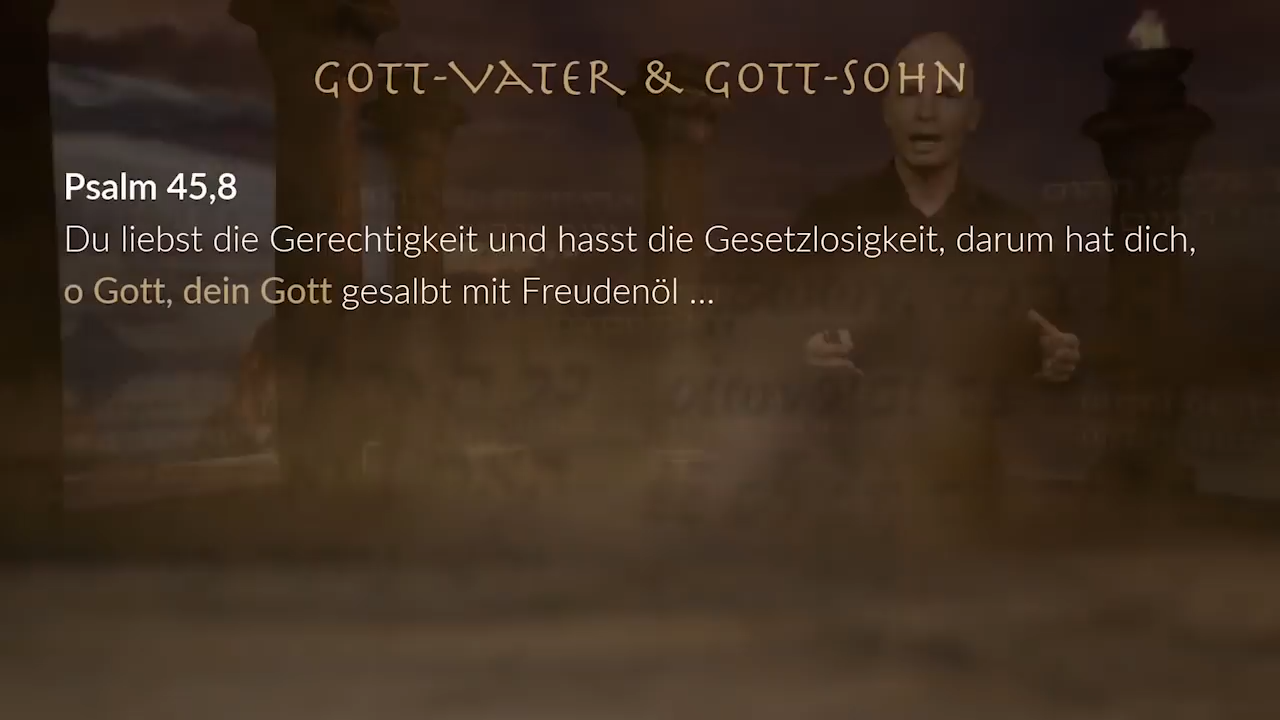 GOTT-VATER & GOTT-SOHN
Psalm 45,8
Du liebst die Gerechtigkeit und hasst die Gesetzlosigkeit, darum hat dich,
o Gott, dein Gott gesalbt mit Freudenöl ...